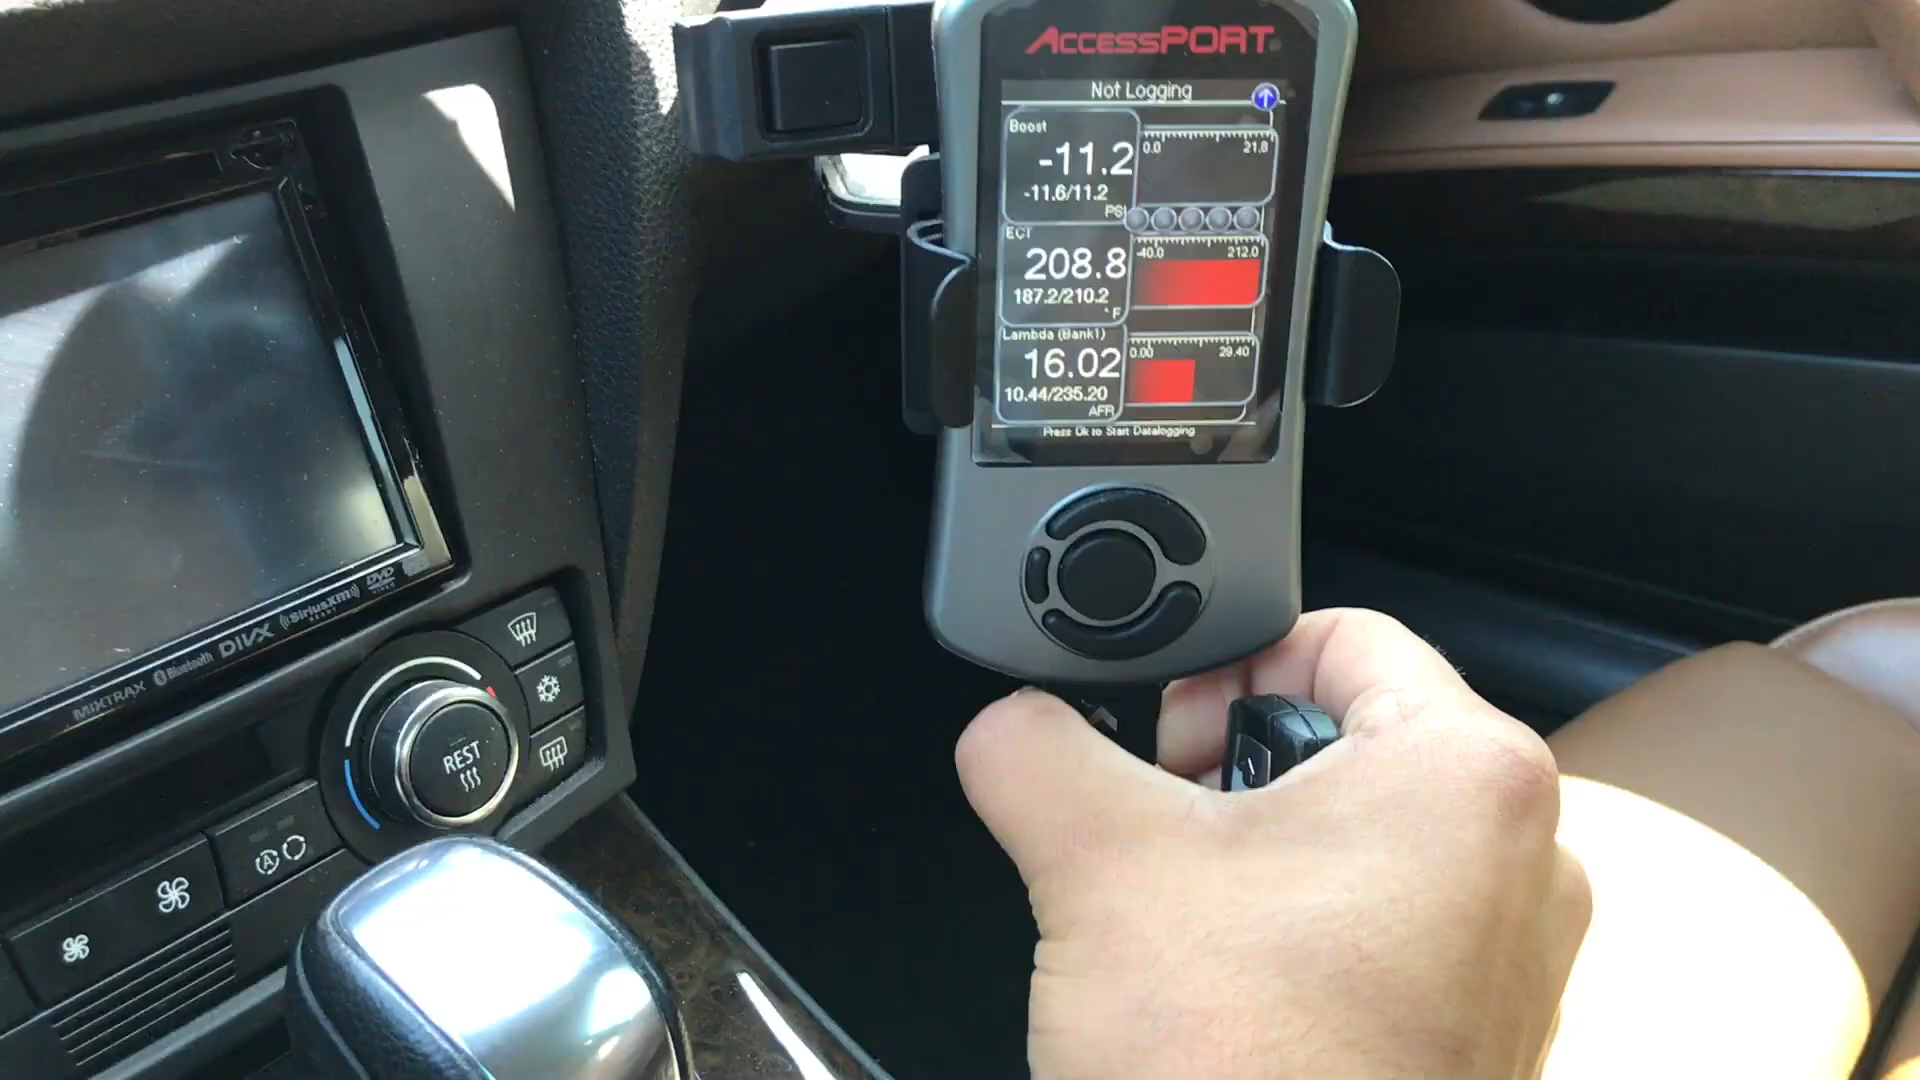 AccessPORT
Not Logging
Boost
-11.2
-11.6/11.2
PSI
0.0 21.8
ECT
208.8
187.2/210.2
°F
-40.0 212.0
Lambda (Bank1)
16.02
10.44/235.20
AFR
0.00 29.40
Press Ok to Start Datalogging
MIXTRAX Bluetooth DIVX ((SiriusXM)) READY DVD VIDEO
REST
A